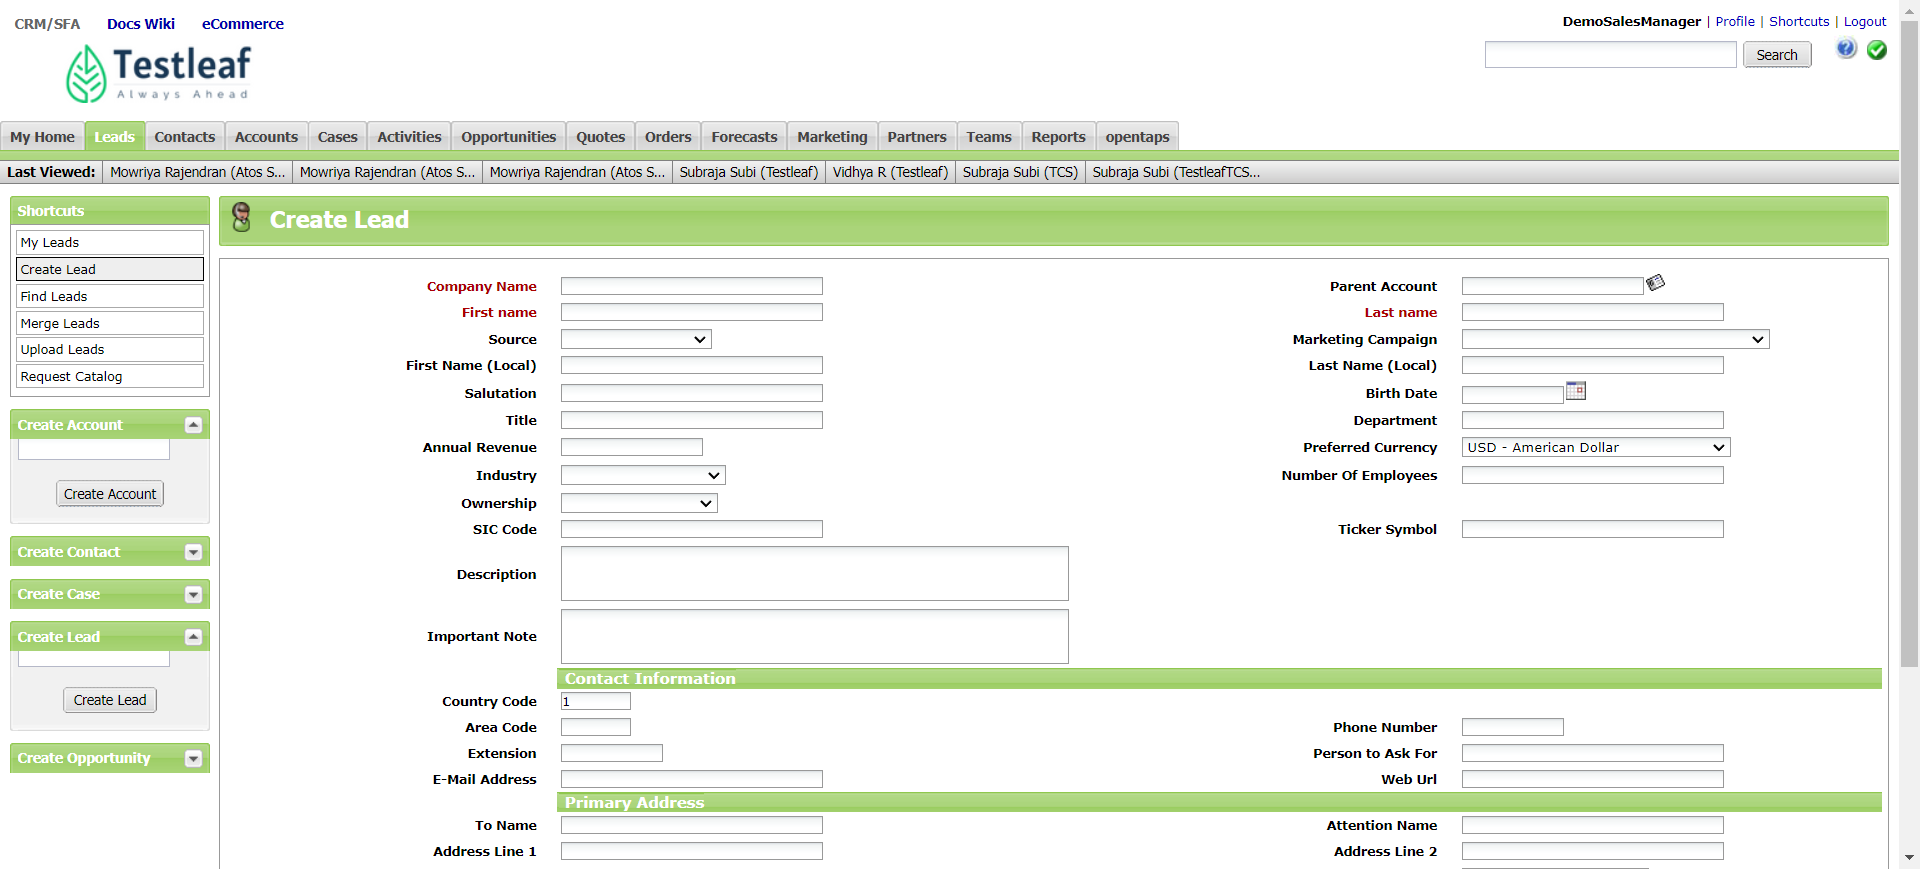 CRM/SFA Docs Wiki eCommerce
DemoSalesManager | Profile | Shortcuts | Logout
Testleaf
Always Ahead
Search
My Home Leads Contacts Accounts Cases Activities Opportunities Quotes Orders Forecasts Marketing Partners Teams Reports opentaps
Last Viewed: Mowriya Rajendran (Atos S... Mowriya Rajendran (Atos S... Mowriya Rajendran (Atos S... Subraja Subi (Testleaf) Vidhya R (Testleaf) Subraja Subi (TCS) Subraja Subi (TestleafTCS...
Shortcuts
My Leads
Create Lead
Find Leads
Merge Leads
Upload Leads
Request Catalog
Create Account
Create Account
Create Contact
Create Case
Create Lead
Create Lead
Create Opportunity
Create Lead
Company Name Parent Account
First name Last name
Source Marketing Campaign
First Name (Local) Last Name (Local)
Salutation Birth Date
Title Department
Annual Revenue Preferred Currency USD - American Dollar
Industry Number Of Employees
Ownership
SIC Code Ticker Symbol
Description
Important Note
Contact Information
Country Code 1
Area Code Phone Number
Extension Person to Ask For
E-Mail Address Web Url
Primary Address
To Name Attention Name
Address Line 1 Address Line 2